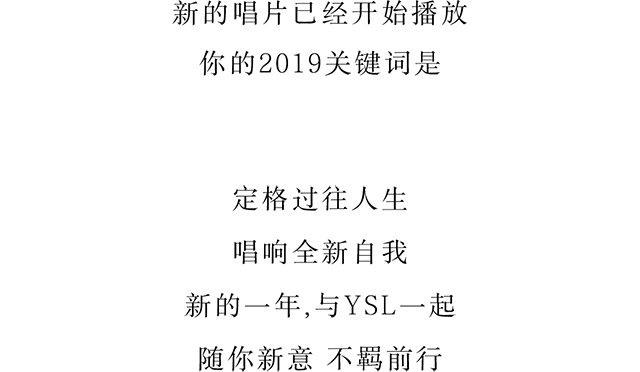 新的唱片已经开始播放
你的2019关键词是
定格过往人生
唱响全新自我
新的一年,与YSL一起
随你新意 不羁前行